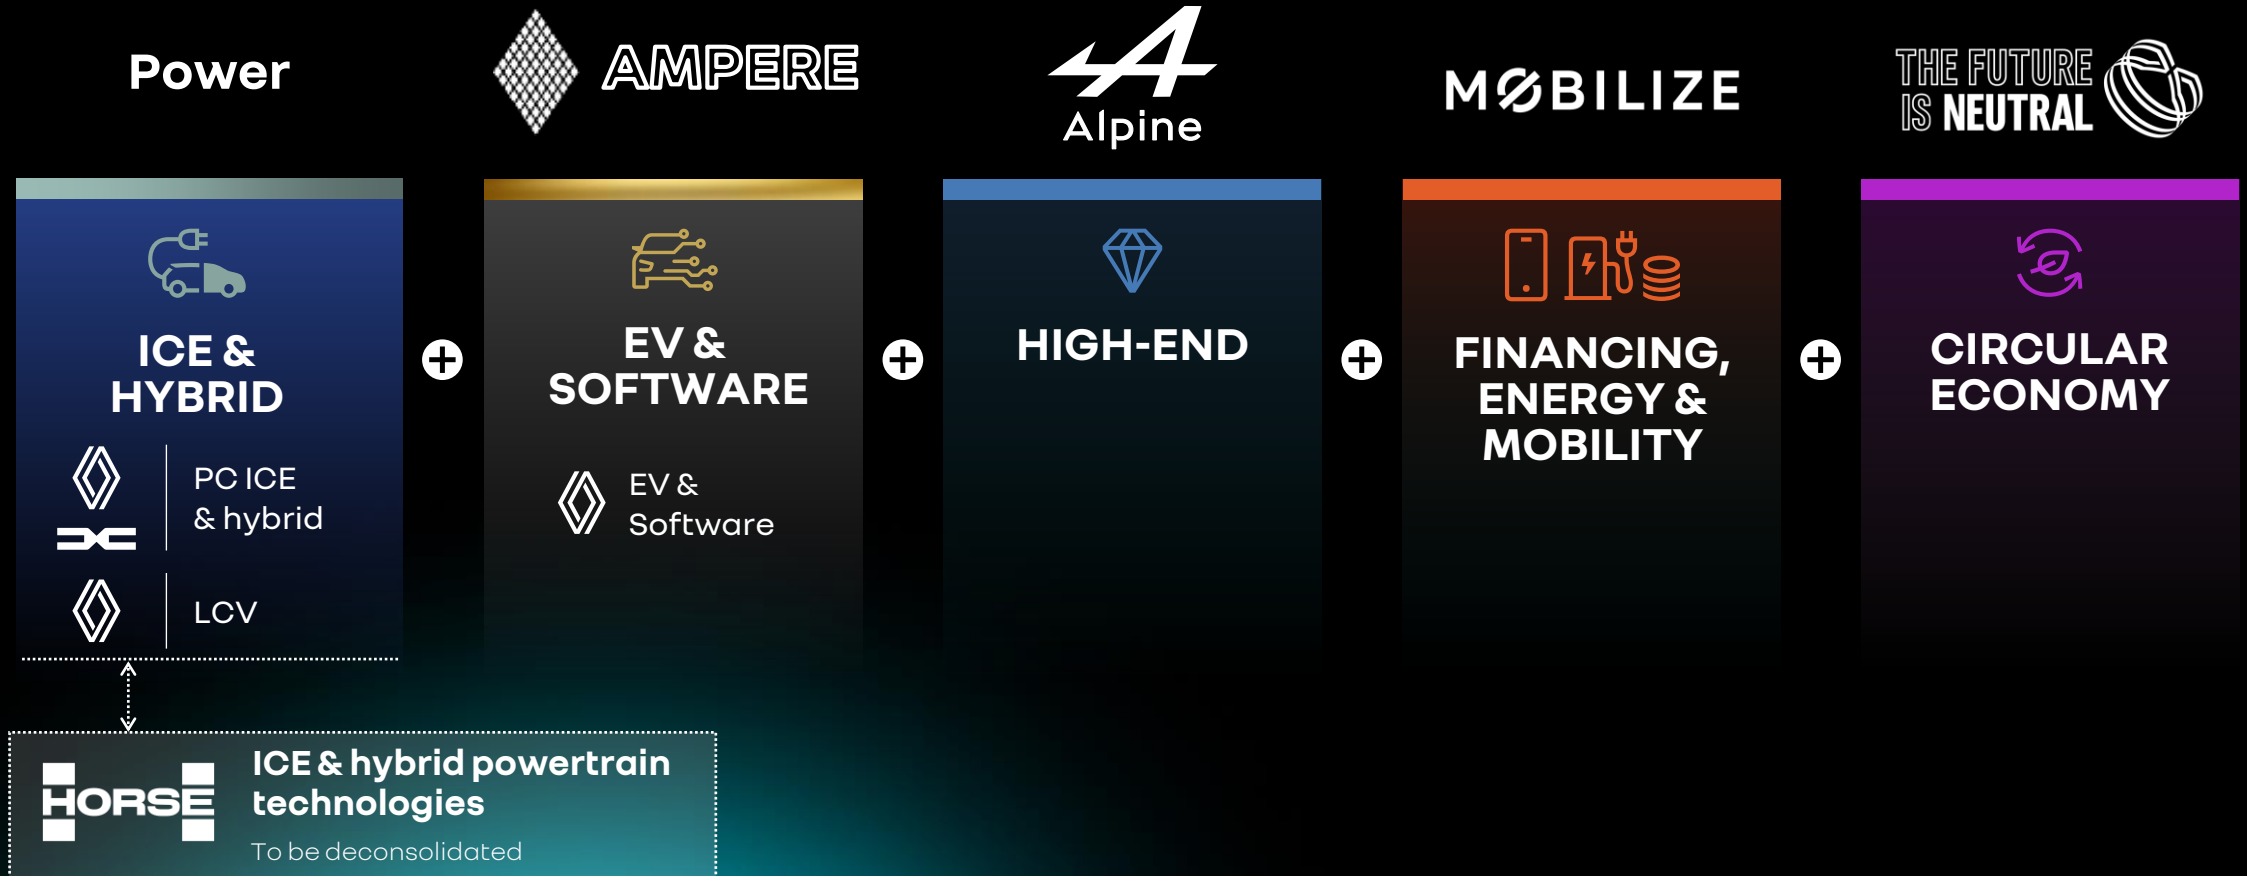 Power
AMPERE
Alpine
MOBILIZE
THE FUTURE
IS NEUTRAL
ICE &
HYBRID
PC ICE
& hybrid
LCV
EV &
SOFTWARE
EV &
Software
HIGH-END
FINANCING,
ENERGY &
MOBILITY
CIRCULAR
ECONOMY
HORSE
ICE & hybrid powertrain
technologies
To be deconsolidated